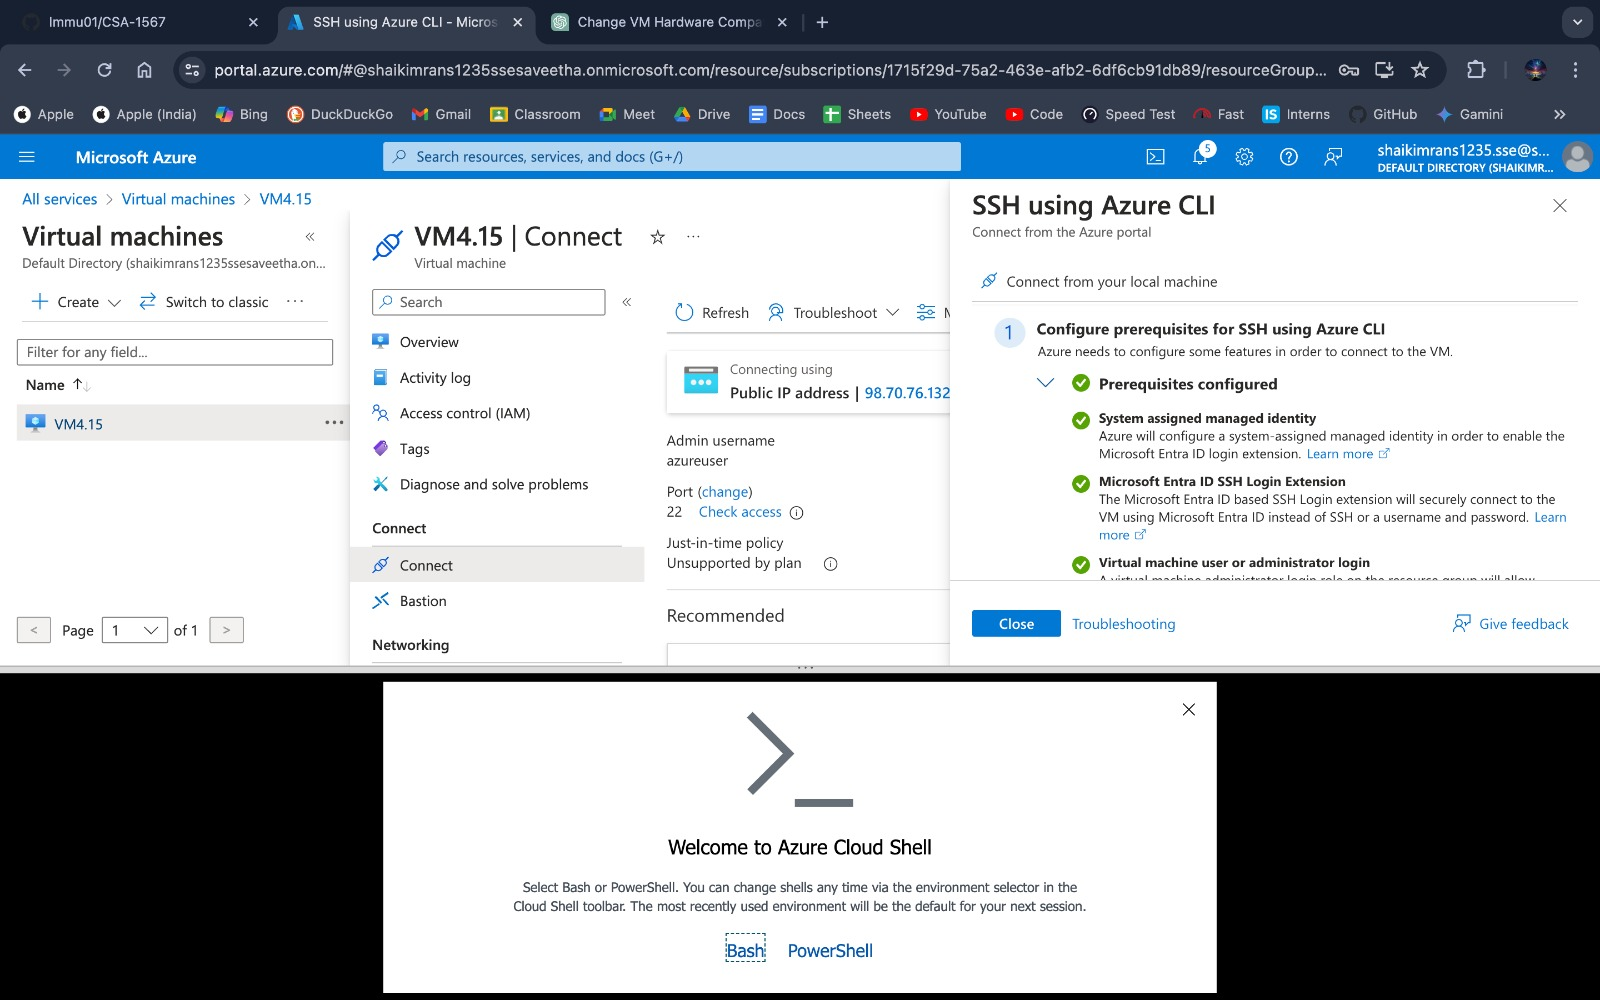 Immu01/CSA-1567
SSH using Azure CLI - Micros
Change VM Hardware Compa
portal.azure.com/#@shaikimrans1235ssesaveetha.onmicrosoft.com/resource/subscriptions/1715f29d-75a2-463e-afb2-6df6cb91db89/resourceGroup...
Apple
Apple (India)
Bing
DuckDuckGo
Gmail
Classroom
Meet
Drive
Docs
Sheets
YouTube
Code
Speed Test
Fast
IS Interns
GitHub
Gamini
»
Microsoft Azure
Search resources, services, and docs (G+/)
5
shaikimrans1235.sse@s...
DEFAULT DIRECTORY (SHAIKIMR...
All services > Virtual machines > VM4.15
Virtual machines
Default Directory (shaikimrans1235ssesaveetha.on...
Create
Switch to classic
Filter for any field...
Name
VM4.15
< Page 1 of 1 >
VM4.15 | Connect
Virtual machine
Search
Overview
Activity log
Access control (IAM)
Tags
Diagnose and solve problems
Connect
Connect
Bastion
Networking
Refresh
Troubleshoot
Connecting using
Public IP address | 98.70.76.132
Admin username
azureuser
Port (change)
22 Check access
Just-in-time policy
Unsupported by plan
Recommended
SSH using Azure CLI
Connect from the Azure portal
Connect from your local machine
1 Configure prerequisites for SSH using Azure CLI
Azure needs to configure some features in order to connect to the VM.
Prerequisites configured
System assigned managed identity
Azure will configure a system-assigned managed identity in order to enable the
Microsoft Entra ID login extension. Learn more
Microsoft Entra ID SSH Login Extension
The Microsoft Entra ID based SSH Login extension will securely connect to the
VM using Microsoft Entra ID instead of SSH or a username and password. Learn
more
Virtual machine user or administrator login
A virtual machine administrator login role on the resource group will allow
Close
Troubleshooting
Give feedback
Welcome to Azure Cloud Shell
Select Bash or PowerShell. You can change shells any time via the environment selector in the
Cloud Shell toolbar. The most recently used environment will be the default for your next session.
Bash
PowerShell